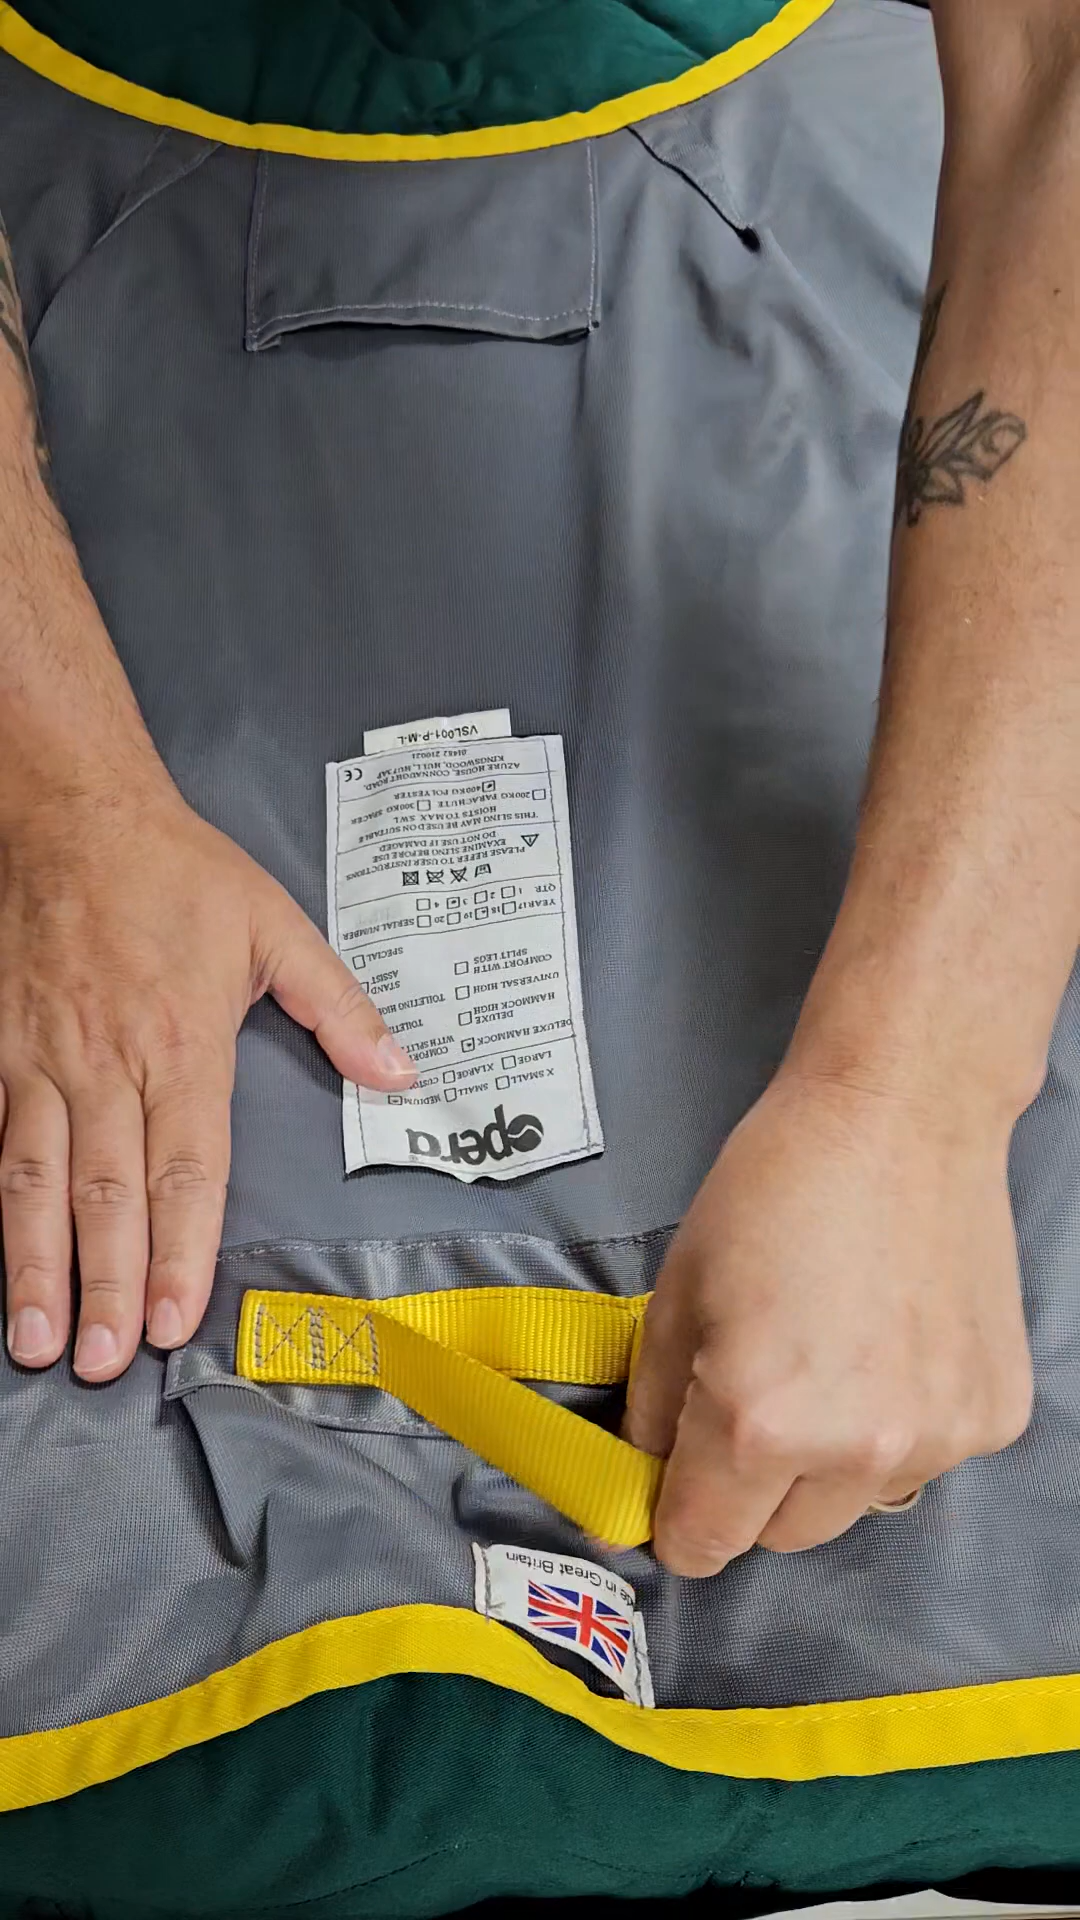 opera
X SMALL SMALL MEDIUM
LARGE XLARGE
DELUXE HAMMOCK COMFORT WITH SPLIT
DELUXE HAMMOCK HIGH TOILETING
UNIVERSAL HIGH TOILETING HIGH
COMFORT WITH SPLIT LEGS STAND ASSIST
SPECIAL
YEAR 17 18 19 20 SERIAL NUMBER
QTR 1 2 3 4
PLEASE REFER TO USER INSTRUCTIONS
EXAMINE SLING BEFORE USE
DO NOT USE IF DAMAGED
THIS SLING MAY BE USED ON SUITABLE
HOISTS TO MAX SWL
200KG PARACHUTE 300KG SPACER
400KG POLYESTER
AZURE HOUSE, CONNAUGHT ROAD,
KINGSWOOD, HULL, HU7 3AP
01482 210021
CE
VSL001-P-M-L
in Great Britain